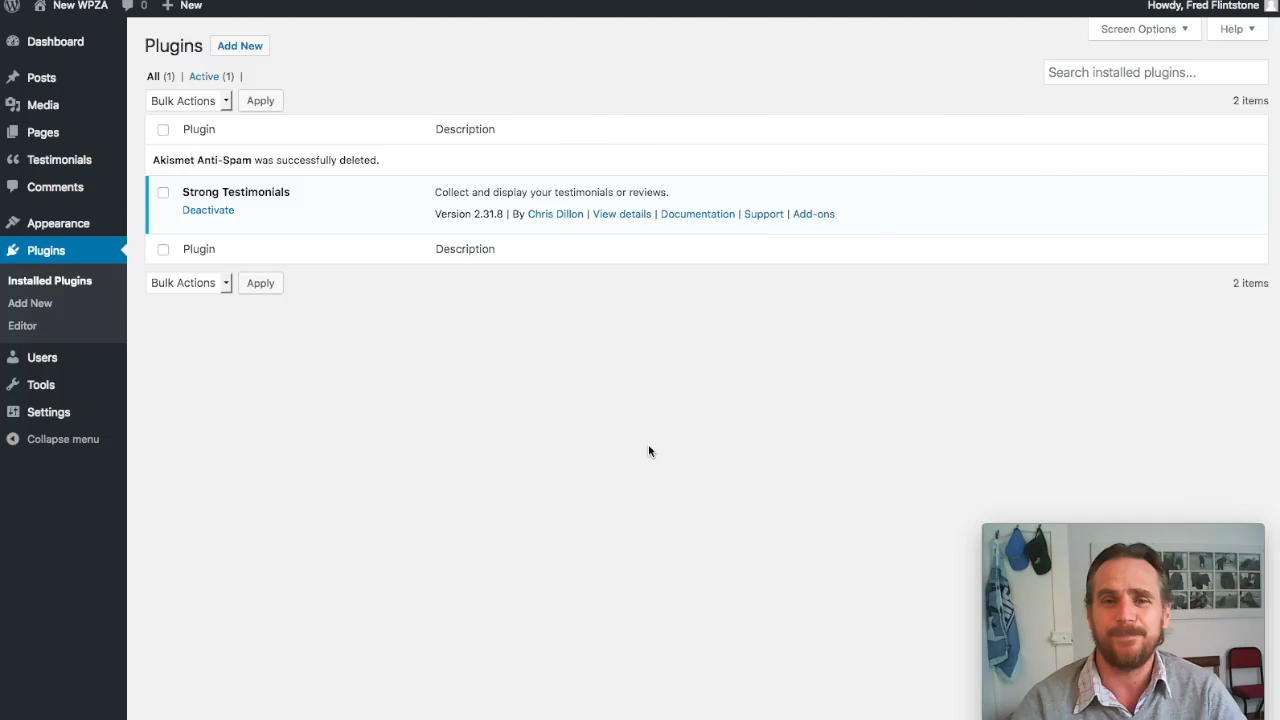 New WPZA 0 New Howdy, Fred Flintstone
Dashboard
Posts
Media
Pages
Testimonials
Comments
Appearance
Plugins
Installed Plugins
Add New
Editor
Users
Tools
Settings
Collapse menu
Screen Options ▼ Help ▼
Plugins Add New
All (1) | Active (1) |
Search installed plugins...
Bulk Actions Apply
2 items
Plugin Description
Akismet Anti-Spam was successfully deleted.
Strong Testimonials Collect and display your testimonials or reviews.
Deactivate Version 2.31.8 | By Chris Dillon | View details | Documentation | Support | Add-ons
Plugin Description
Bulk Actions Apply
2 items